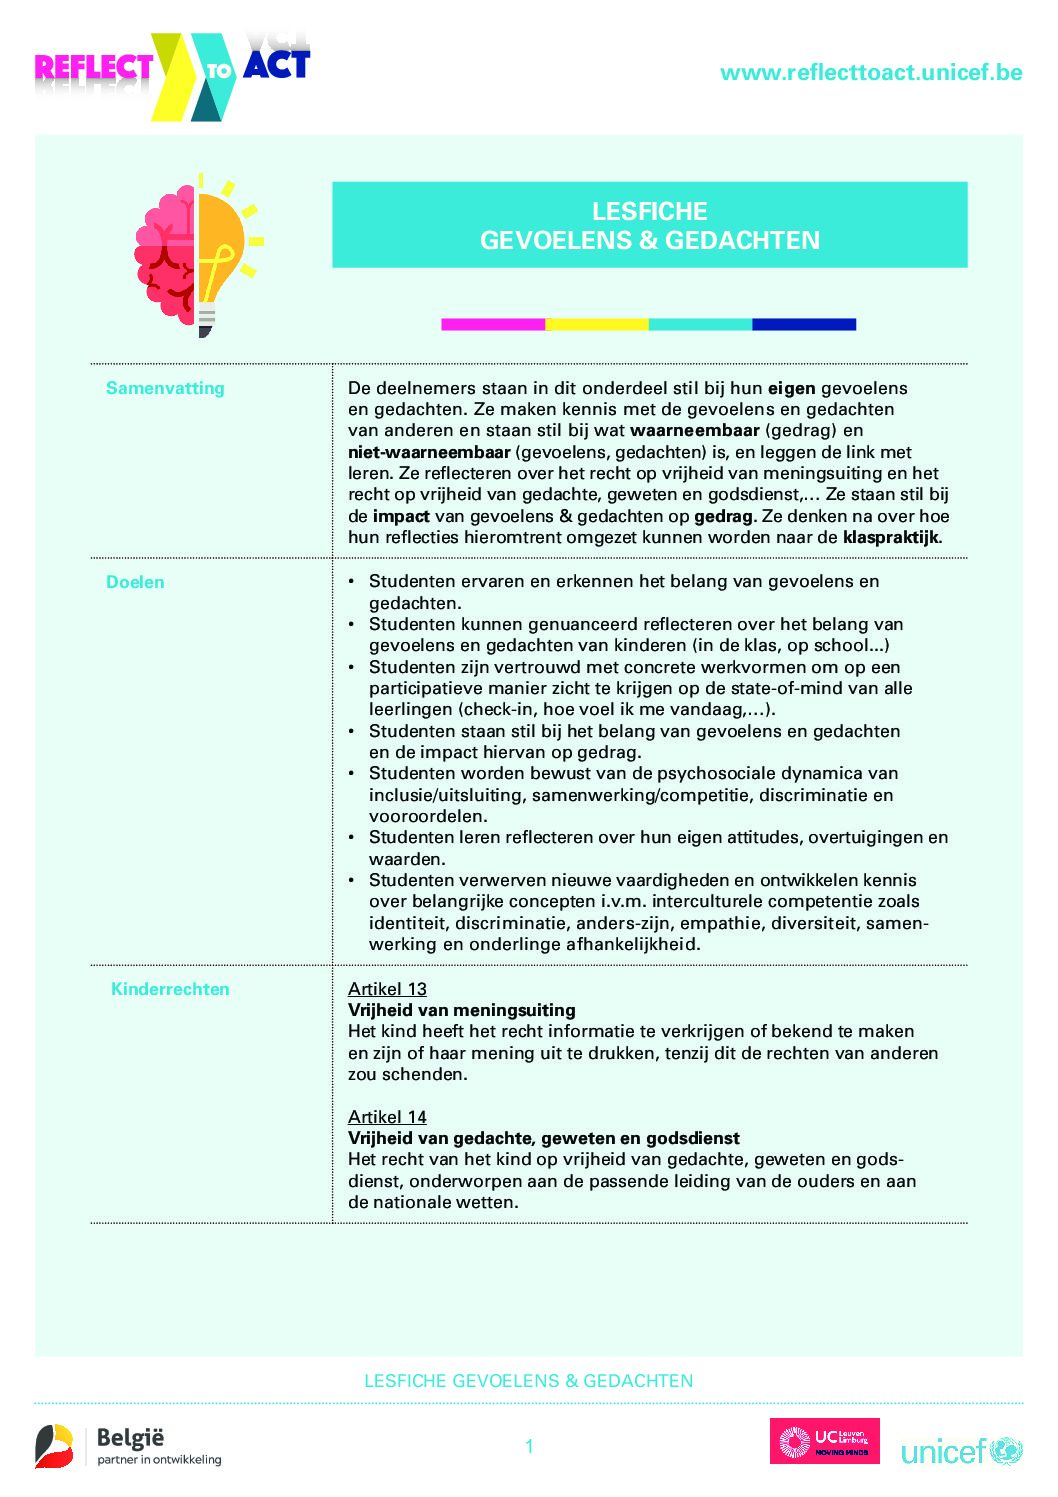 REFLECT TO ACT
www.reflecttoact.unicef.be
LESFICHE
GEVOELENS & GEDACHTEN
Samenvatting
De deelnemers staan in dit onderdeel stil bij hun eigen gevoelens
en gedachten. Ze maken kennis met de gevoelens en gedachten
van anderen en staan stil bij wat waarneembaar (gedrag) en
niet-waarneembaar (gevoelens, gedachten) is, en leggen de link met
leren. Ze reflecteren over het recht op vrijheid van meningsuiting en het
recht op vrijheid van gedachte, geweten en godsdienst,... Ze staan stil bij
de impact van gevoelens & gedachten op gedrag. Ze denken na over hoe
hun reflecties hieromtrent omgezet kunnen worden naar de klaspraktijk.
Doelen
• Studenten ervaren en erkennen het belang van gevoelens en
gedachten.
• Studenten kunnen genuanceerd reflecteren over het belang van
gevoelens en gedachten van kinderen (in de klas, op school...)
• Studenten zijn vertrouwd met concrete werkvormen om op een
participatieve manier zicht te krijgen op de state-of-mind van alle
leerlingen (check-in, hoe voel ik me vandaag,...).
• Studenten staan stil bij het belang van gevoelens en gedachten
en de impact hiervan op gedrag.
• Studenten worden bewust van de psychosociale dynamica van
inclusie/uitsluiting, samenwerking/competitie, discriminatie en
vooroordelen.
• Studenten leren reflecteren over hun eigen attitudes, overtuigingen en
waarden.
• Studenten verwerven nieuwe vaardigheden en ontwikkelen kennis
over belangrijke concepten i.v.m. interculturele competentie zoals
identiteit, discriminatie, anders-zijn, empathie, diversiteit, samen-
werking en onderlinge afhankelijkheid.
Kinderrechten
Artikel 13
Vrijheid van meningsuiting
Het kind heeft het recht informatie te verkrijgen of bekend te maken
en zijn of haar mening uit te drukken, tenzij dit de rechten van anderen
zou schenden.
Artikel 14
Vrijheid van gedachte, geweten en godsdienst
Het recht van het kind op vrijheid van gedachte, geweten en gods-
dienst, onderworpen aan de passende leiding van de ouders en aan
de nationale wetten.
LESFICHE GEVOELENS & GEDACHTEN
België
partner in ontwikkeling
1
UC Leuven
Limburg
MOVING MINDS
unicef